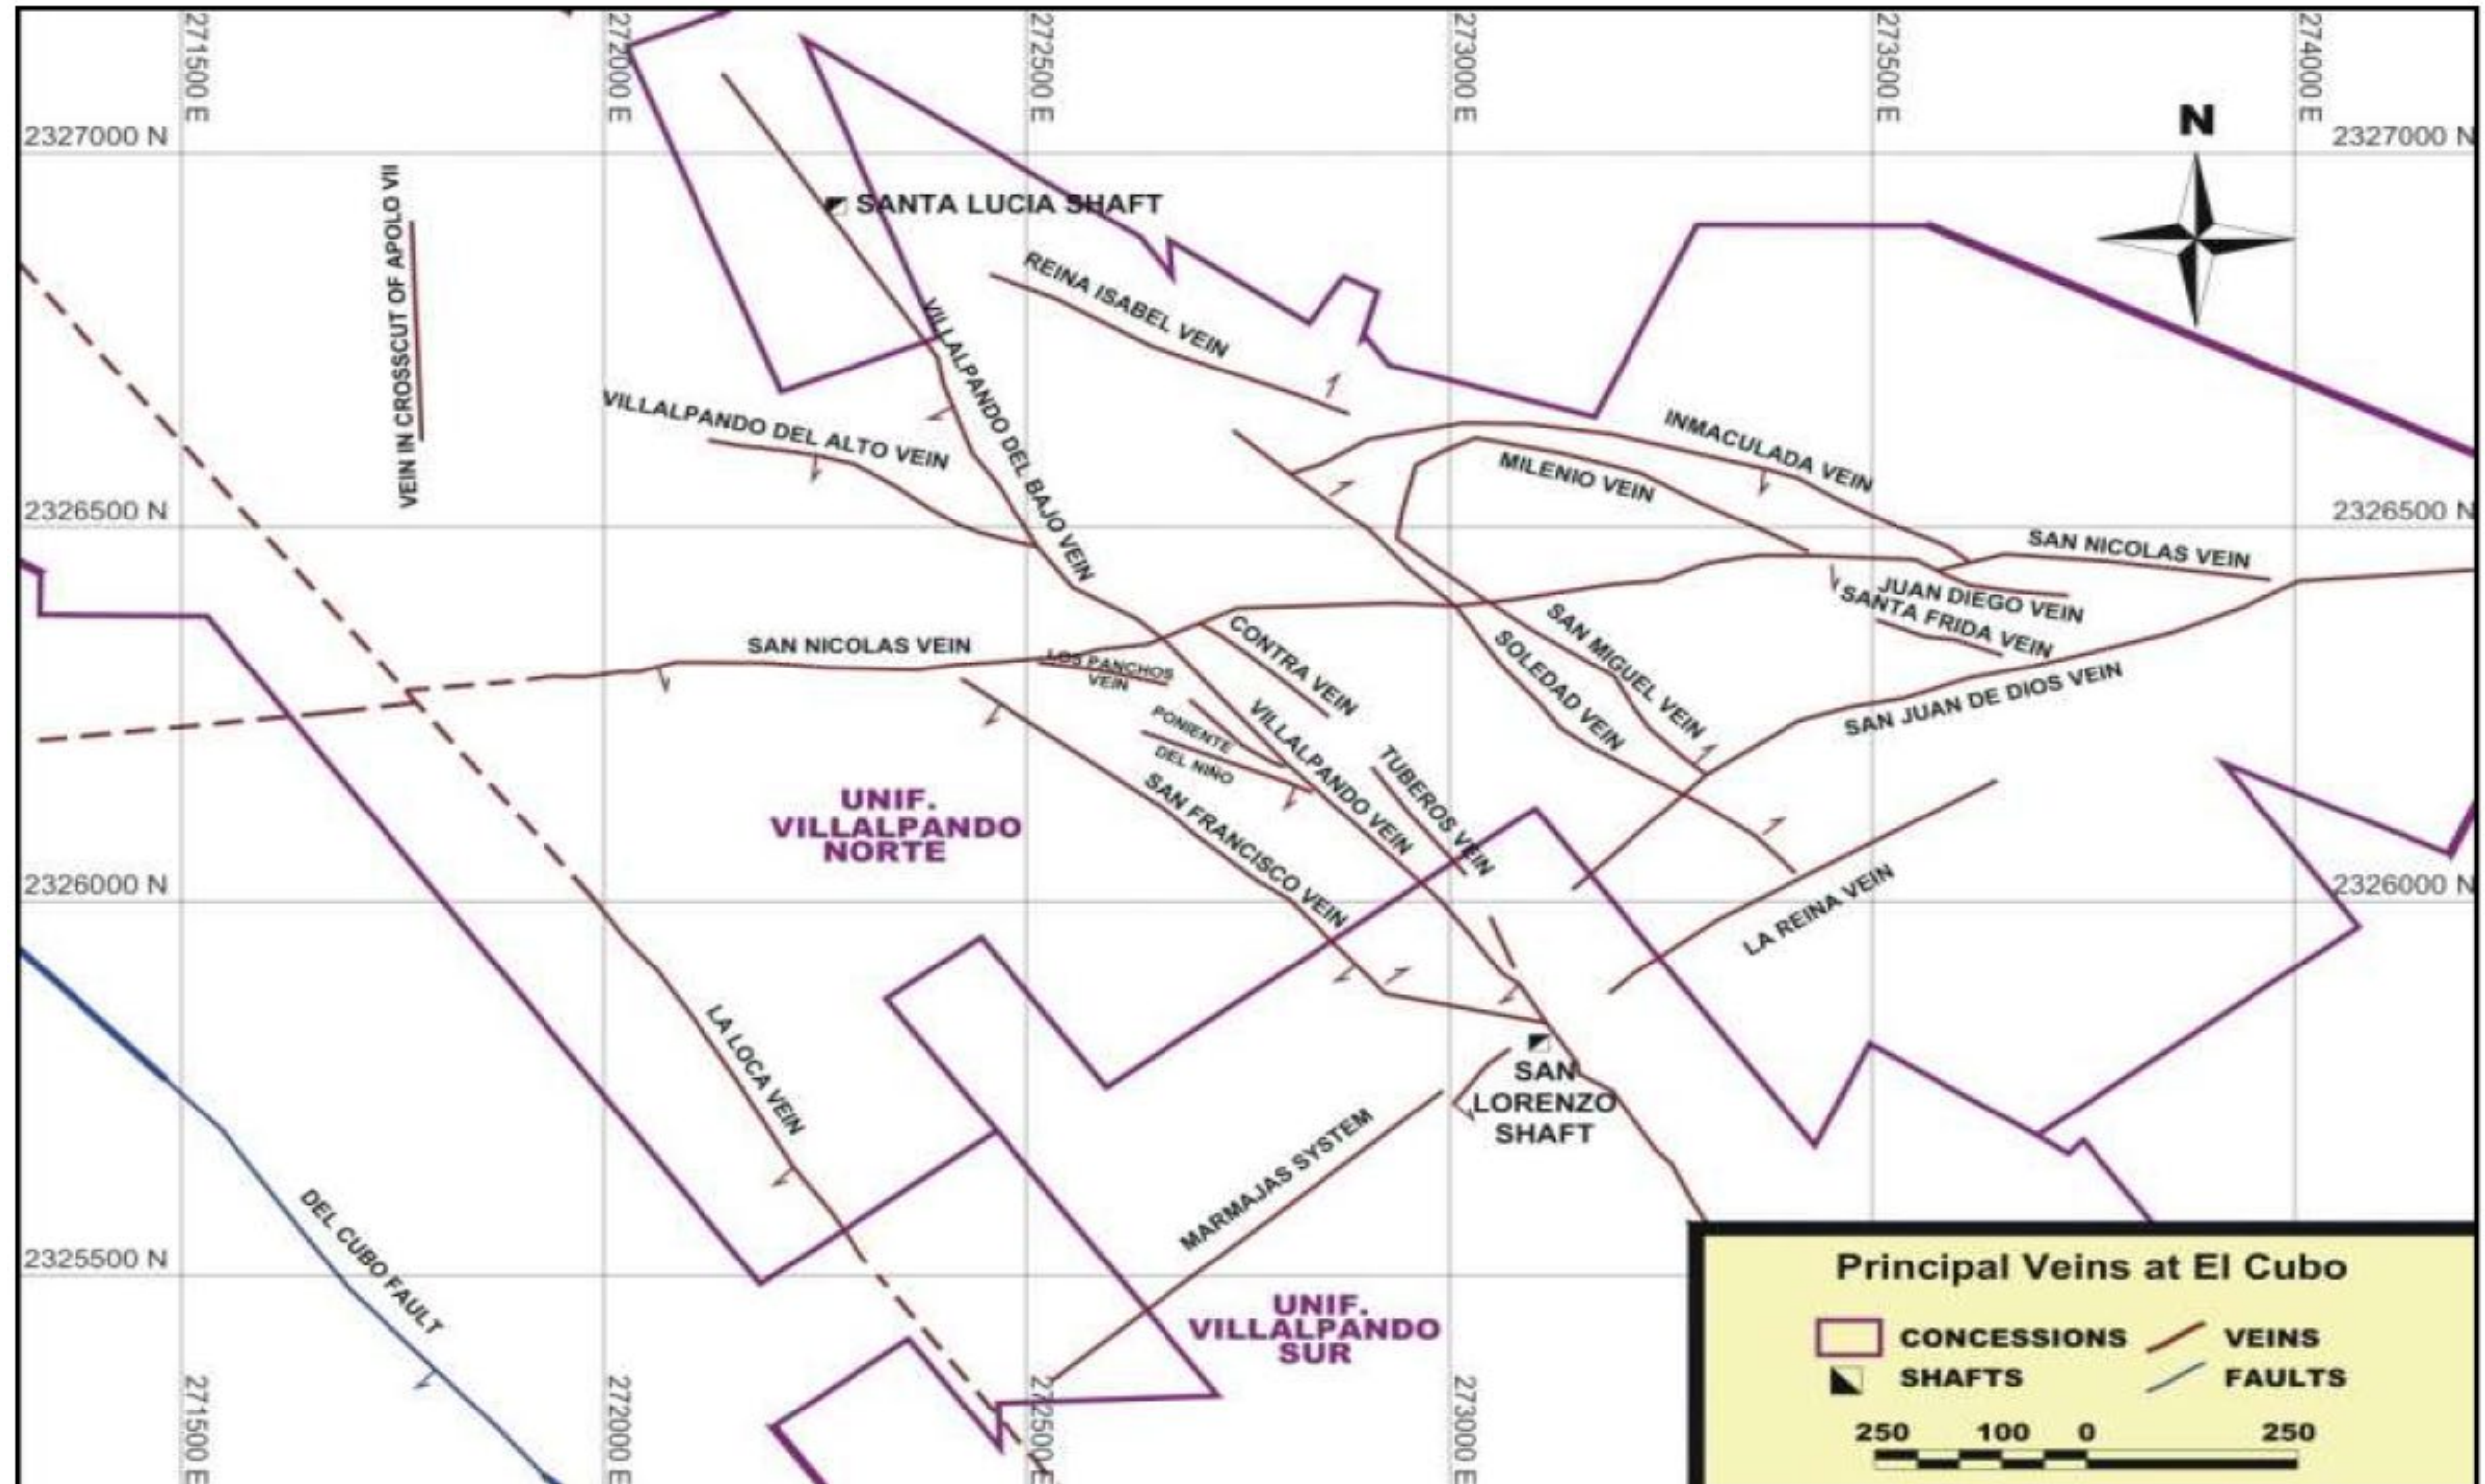 271500 E
272000 E
272500 E
273000 E
273500 E
274000 E
2327000 N
2327000 N
N
VEIN IN CROSSCUT OF APOLO VII
SANTA LUCIA SHAFT
REINA ISABEL VEIN
VILLALPANDO DEL BAJO VEIN
VILLALPANDO DEL ALTO VEIN
INMACULADA VEIN
MILENIO VEIN
2326500 N
2326500 N
SAN NICOLAS VEIN
JUAN DIEGO VEIN
SANTA FRIDA VEIN
SAN NICOLAS VEIN
LOS PANCHOS
VEIN
CONTRA VEIN
SAN MIGUEL VEIN
SOLEDAD VEIN
SAN JUAN DE DIOS VEIN
PONIENTE
DEL NIÑO
VILLALPANDO VEIN
TUBEROS VEIN
SAN FRANCISCO VEIN
UNIF.
VILLALPANDO
NORTE
2326000 N
2326000 N
LA REINA VEIN
LA LOCA VEIN
SAN
LORENZO
SHAFT
MARMAJAS SYSTEM
DEL CUBO FAULT
2325500 N
UNIF.
VILLALPANDO
SUR
271500 E
272000 E
272500 E
273000 E
Principal Veins at El Cubo
CONCESSIONS
VEINS
SHAFTS
FAULTS
250 100 0 250